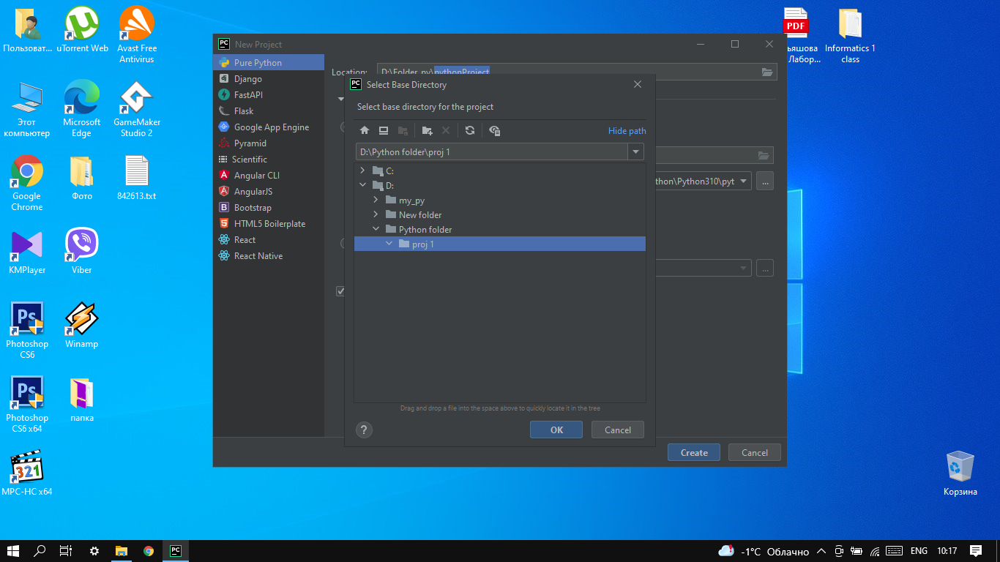 Пользоват...
uTorrent Web
Avast Free
Antivirus
Этот
компьютер
Microsoft
Edge
GameMaker
Studio 2
Google
Chrome
Фото
842613.txt
KMPlayer
Viber
Photoshop
CS6
Winamp
Photoshop
CS6 x64
папка
321
MPC-HC x64
PC New Project
Pure Python
Django
FastAPI
Flask
Google App Engine
Pyramid
Scientific
Angular CLI
AngularJS
Bootstrap
HTML5 Boilerplate
React
React Native
Location: D:\Folder_py\pythonProject
PC Select Base Directory
Select base directory for the project
Hide path
D:\Python folder\proj 1
C:
D:
my_py
New folder
Python folder
proj 1
Drag and drop a file into the space above to quickly locate it in the tree
? OK Cancel
thon\Python310\pyt ...
...
Create Cancel
PDF
ьяшова
Лабор...
Informatics 1
class
Корзина
-1°C Облачно ENG 10:17